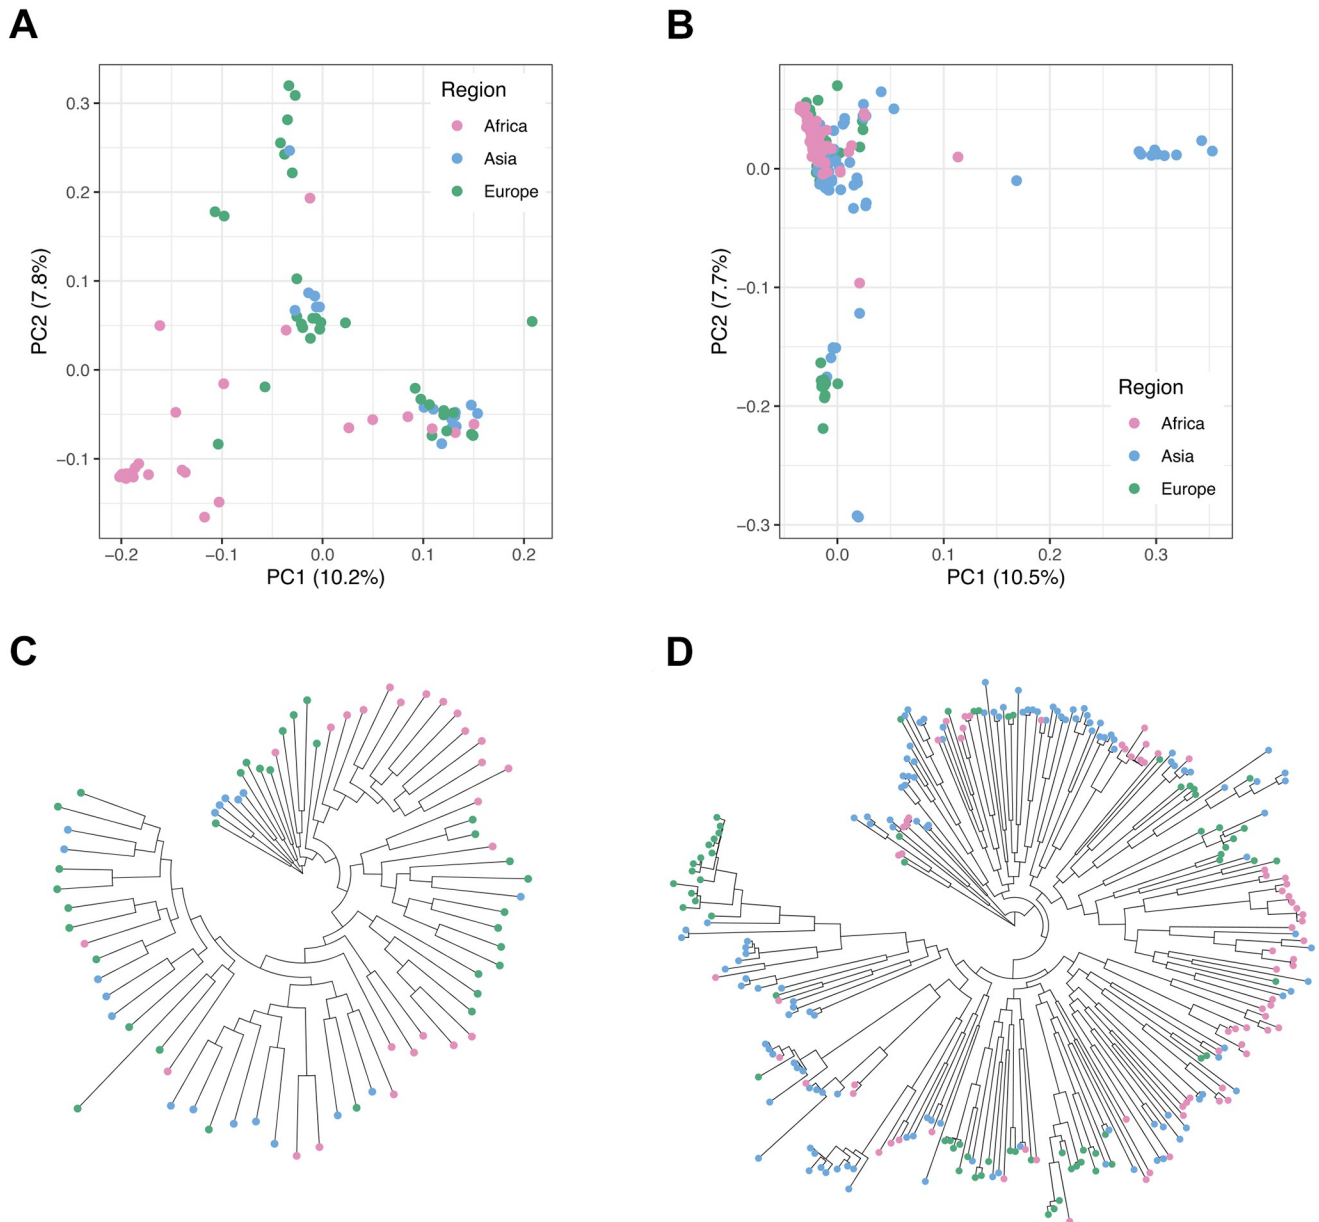 A
B
0.3
0.2
0.1
0.0
−0.1
PC2 (7.8%)
Region
Africa
Asia
Europe
−0.2
−0.1
0.0
0.1
0.2
PC1 (10.2%)
0.0
−0.1
−0.2
−0.3
PC2 (7.7%)
Region
Africa
Asia
Europe
0.0
0.1
0.2
0.3
PC1 (10.5%)
C
D